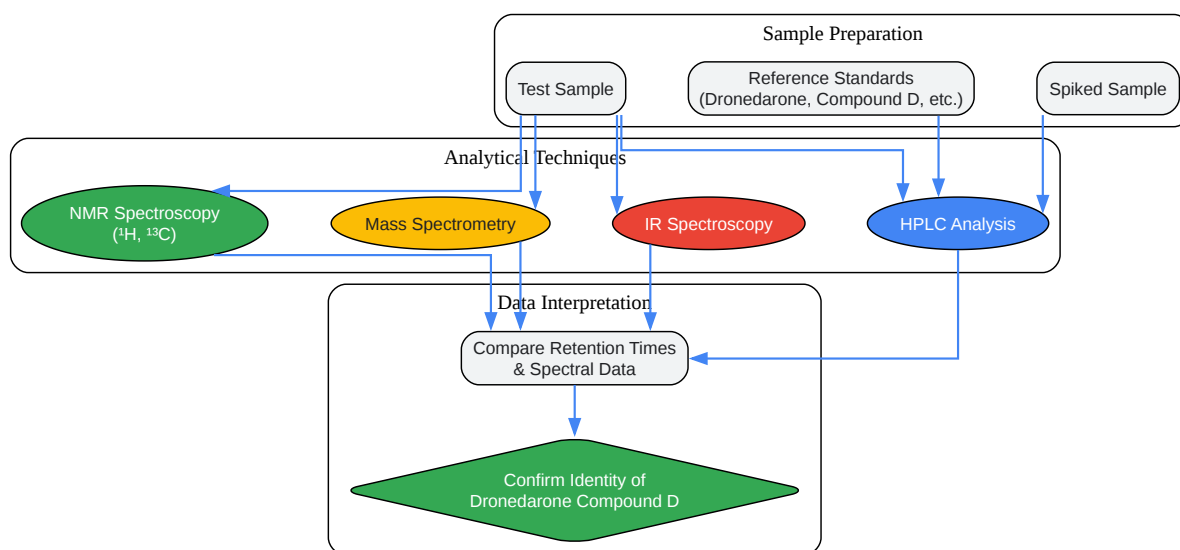 Sample Preparation
Test Sample
Reference Standards
(Dronedarone, Compound D, etc.)
Spiked Sample
Analytical Techniques
NMR Spectroscopy
(¹H, ¹³C)
Mass Spectrometry
IR Spectroscopy
HPLC Analysis
Data Interpretation
Compare Retention Times
& Spectral Data
Confirm Identity of
Dronedarone Compound D